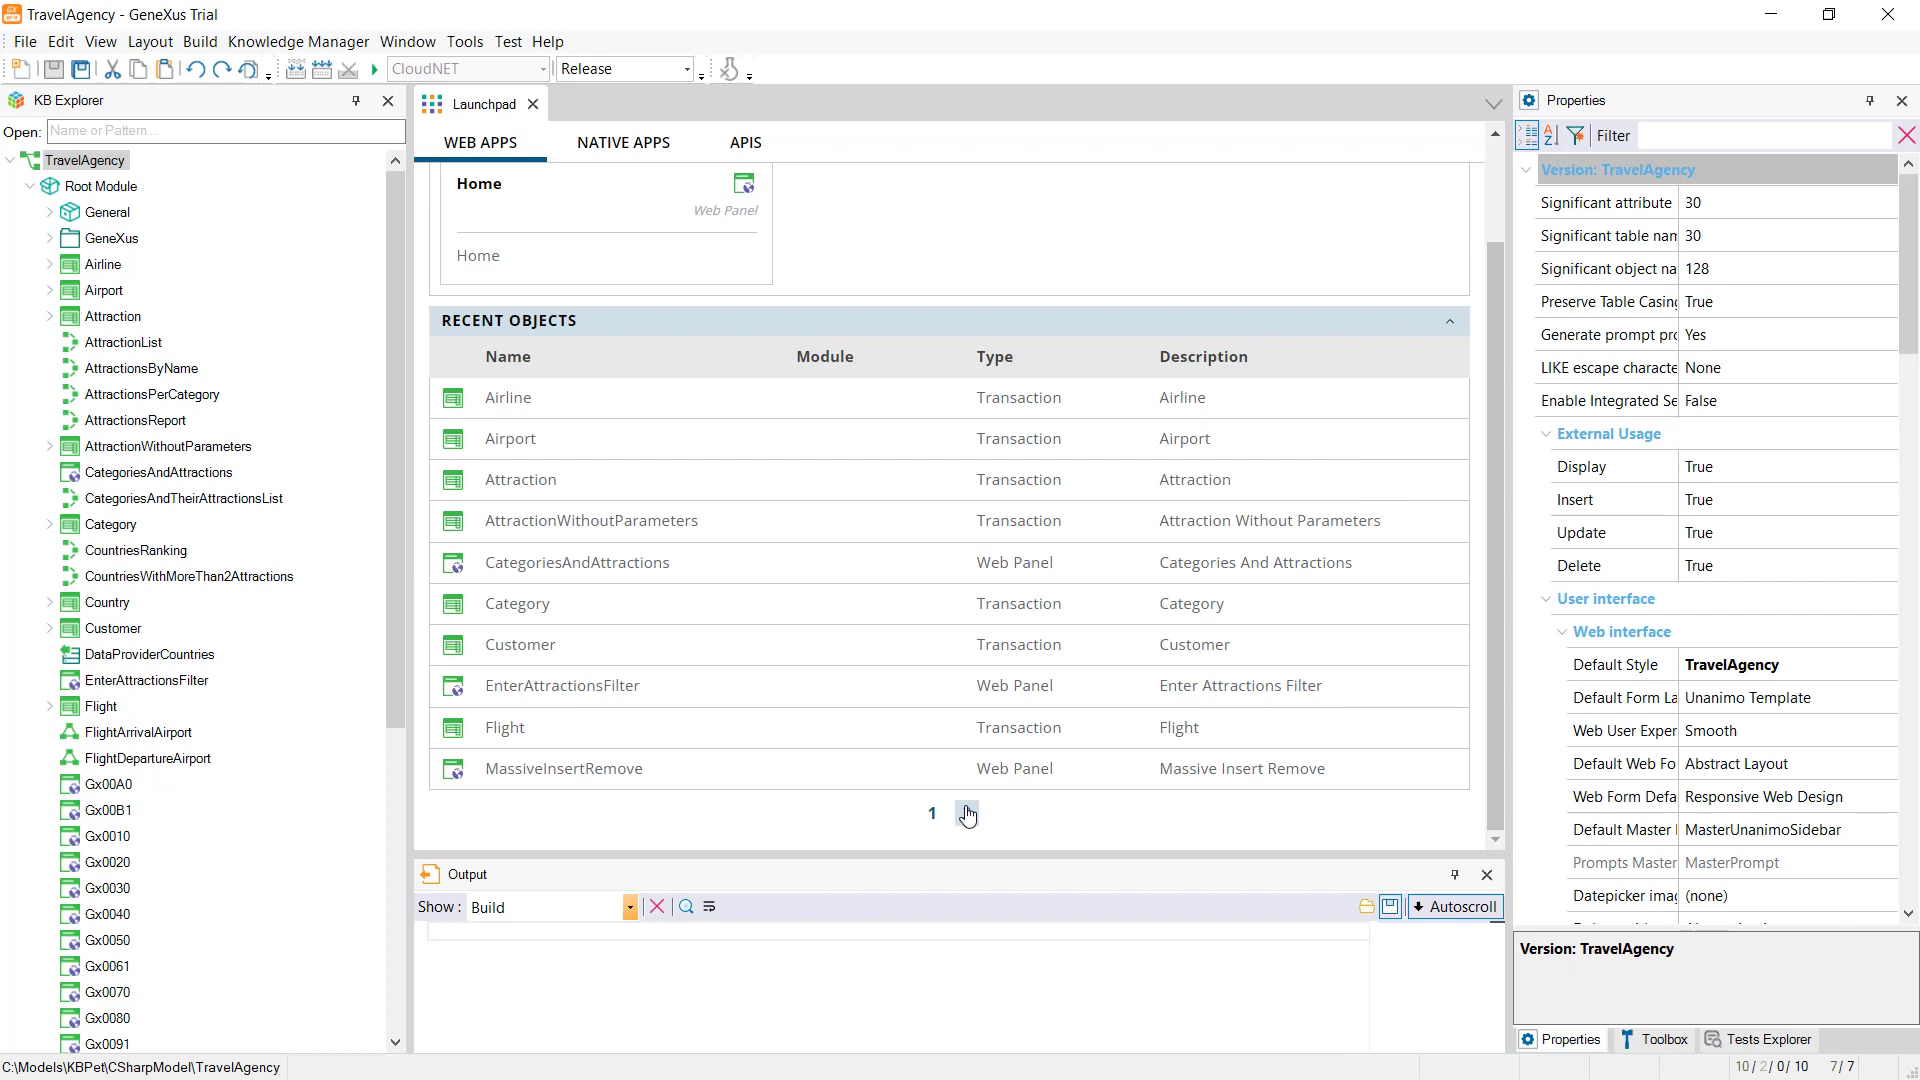 TravelAgency - GeneXus Trial
File Edit View Layout Build Knowledge Manager Window Tools Test Help
CloudNET Release
KB Explorer
Open: Name or Pattern ...
TravelAgency
Root Module
General
GeneXus
Airline
Airport
Attraction
AttractionList
AttractionsByName
AttractionsPerCategory
AttractionsReport
AttractionWithoutParameters
CategoriesAndAttractions
CategoriesAndTheirAttractionsList
Category
CountriesRanking
CountriesWithMoreThan2Attractions
Country
Customer
DataProviderCountries
EnterAttractionsFilter
Flight
FlightArrivalAirport
FlightDepartureAirport
Gx00A0
Gx00B1
Gx0010
Gx0020
Gx0030
Gx0040
Gx0050
Gx0061
Gx0070
Gx0080
Gx0091
Launchpad
WEB APPS NATIVE APPS APIS
Home
Web Panel
Home
RECENT OBJECTS
Name Module Type Description
Airline Transaction Airline
Airport Transaction Airport
Attraction Transaction Attraction
AttractionWithoutParameters Transaction Attraction Without Parameters
CategoriesAndAttractions Web Panel Categories And Attractions
Category Transaction Category
Customer Transaction Customer
EnterAttractionsFilter Web Panel Enter Attractions Filter
Flight Transaction Flight
MassiveInsertRemove Web Panel Massive Insert Remove
1
Output
Show : Build Autoscroll
Properties
Filter
Version: TravelAgency
Significant attribute 30
Significant table nam 30
Significant object na 128
Preserve Table Casing True
Generate prompt pro Yes
LIKE escape characte None
Enable Integrated Se False
External Usage
Display True
Insert True
Update True
Delete True
User interface
Web interface
Default Style TravelAgency
Default Form La Unanimo Template
Web User Exper Smooth
Default Web Fo Abstract Layout
Web Form Defa Responsive Web Design
Default Master MasterUnanimoSidebar
Prompts Master MasterPrompt
Datepicker imag (none)
Version: TravelAgency
Properties Toolbox Tests Explorer
C:\Models\KBPet\CSharpModel\TravelAgency 10/ 2/ 0/ 10 7/ 7